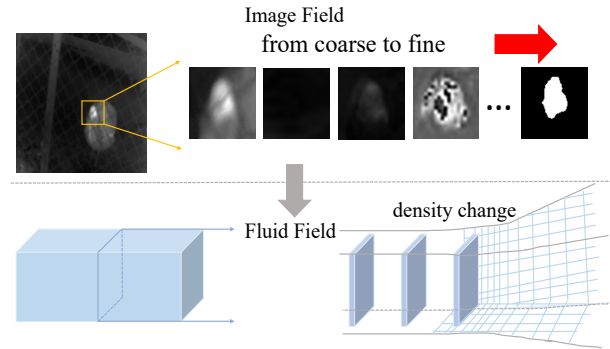 Image Field
from coarse to fine
...
density change
Fluid Field